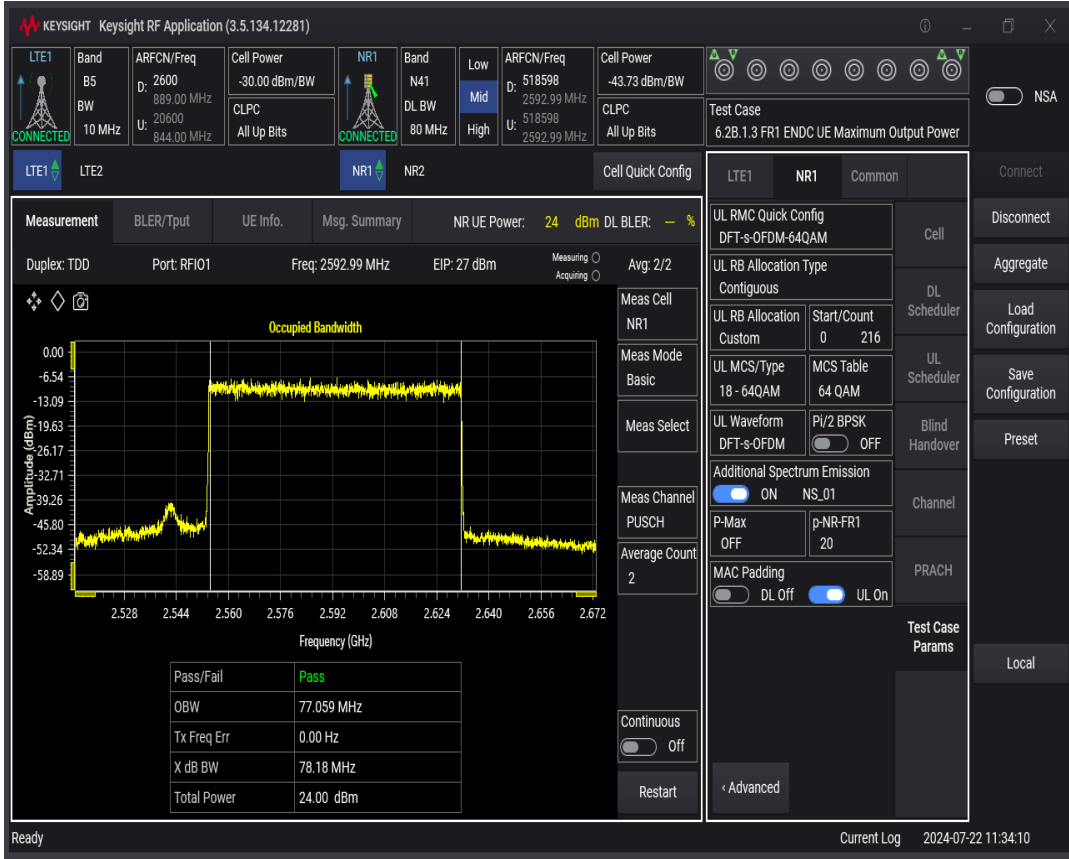 KEYSIGHT Keysight RF Application (3.5.134.12281)
LTE1
CONNECTED
Band
B5
BW
10 MHz
ARFCN/Freq
D: 2600
889.00 MHz
U: 20600
844.00 MHz
Cell Power
-30.00 dBm/BW
CLPC
All Up Bits
NR1
CONNECTED
Band
N41
DL BW
80 MHz
Low
Mid
High
ARFCN/Freq
D: 518598
2592.99 MHz
U: 518598
2592.99 MHz
Cell Power
-43.73 dBm/BW
CLPC
All Up Bits
Test Case
6.2B.1.3 FR1 ENDC UE Maximum Output Power
NSA
LTE1 LTE2
NR1 NR2
Cell Quick Config
Measurement BLER/Tput UE Info. Msg. Summary NR UE Power: 24 dBm DL BLER: — %
Duplex: TDD Port: RFIO1 Freq: 2592.99 MHz EIP: 27 dBm Measuring Avg: 2/2
Acquiring
Occupied Bandwidth
Amplitude (dBm)
0.00
-6.54
-13.09
-19.63
-26.17
-32.71
-39.26
-45.80
-52.34
-58.89
2.528 2.544 2.560 2.576 2.592 2.608 2.624 2.640 2.656 2.672
Frequency (GHz)
Pass/Fail Pass
OBW 77.059 MHz
Tx Freq Err 0.00 Hz
X dB BW 78.18 MHz
Total Power 24.00 dBm
Meas Cell
NR1
Meas Mode
Basic
Meas Select
Meas Channel
PUSCH
Average Count
2
Continuous
Off
Restart
LTE1 NR1 Common
UL RMC Quick Config
DFT-s-OFDM-64QAM
UL RB Allocation Type
Contiguous
UL RB Allocation
Custom
Start/Count
0 216
UL MCS/Type
18 - 64QAM
MCS Table
64 QAM
UL Waveform
DFT-s-OFDM
Pi/2 BPSK
OFF
Additional Spectrum Emission
ON NS_01
P-Max
OFF
p-NR-FR1
20
MAC Padding
DL Off UL On
‹ Advanced
Cell
DL
Scheduler
UL
Scheduler
Blind
Handover
Channel
PRACH
Test Case
Params
Connect
Disconnect
Aggregate
Load
Configuration
Save
Configuration
Preset
Local
Ready
Current Log 2024-07-22 11:34:10